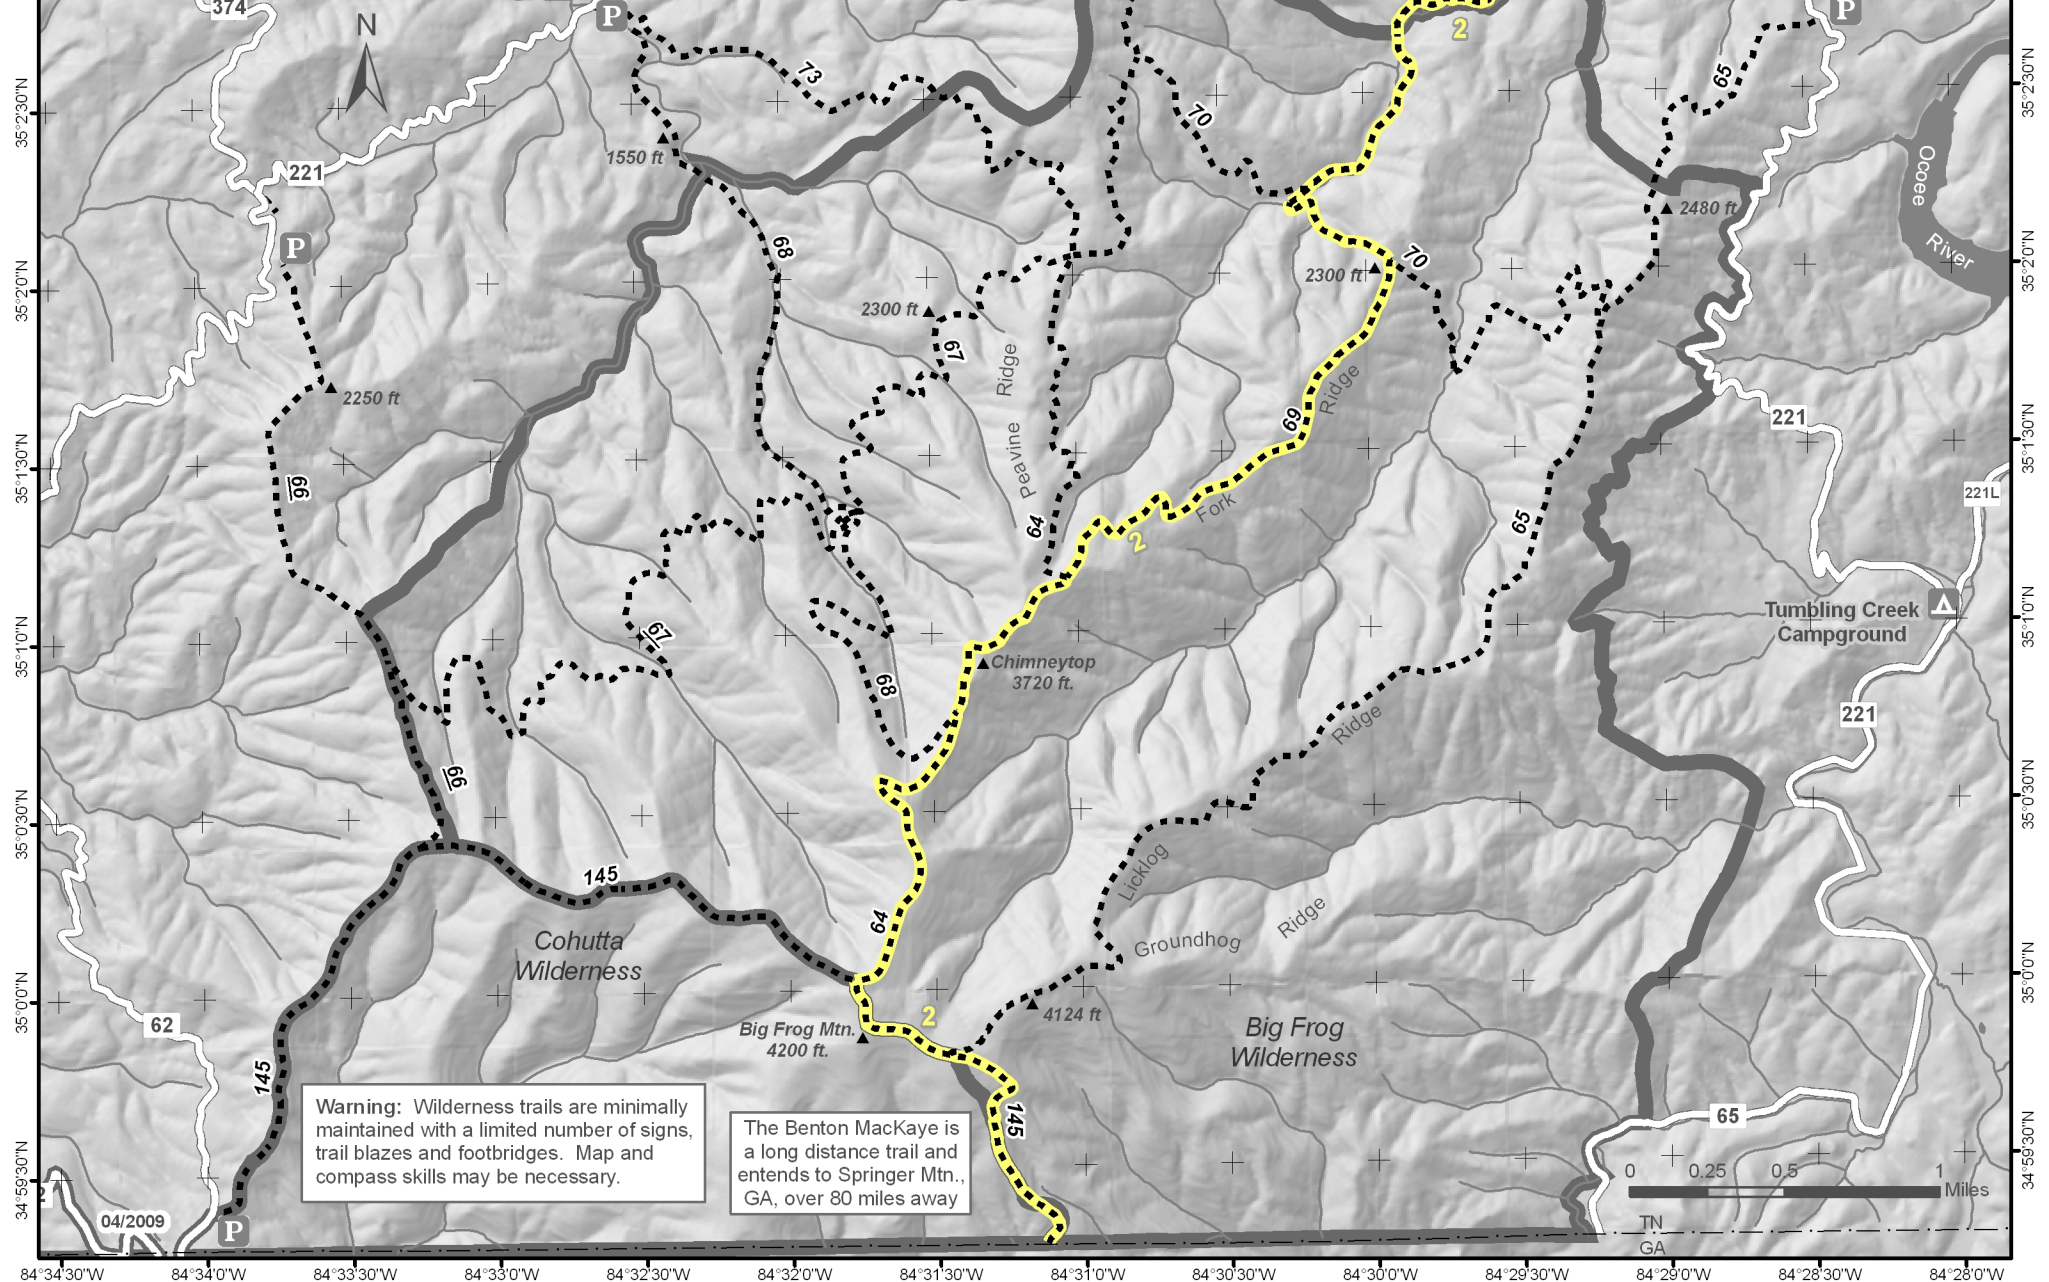 374
P
P
N
2
73
65
70
1550 ft
221
2480 ft
Ocoee
River
P
68
70
2300 ft
2300 ft
67
Ridge
Peavine
Ridge
2250 ft
69
221
66
64
Fork
2
65
221L
67
Tumbling Creek
Campground
Chimneytop
3720 ft.
68
Ridge
221
66
Licklog
145
64
Ridge
Groundhog
Cohutta
Wilderness
62
2
4124 ft
Big Frog Mtn.
4200 ft.
Big Frog
Wilderness
145
145
65
Warning: Wilderness trails are minimally
maintained with a limited number of signs,
trail blazes and footbridges. Map and
compass skills may be necessary.
The Benton MacKaye is
a long distance trail and
entends to Springer Mtn.,
GA, over 80 miles away
0 0.25 0.5 1
Miles
2
04/2009
P
TN
GA
35°2'30"N
35°2'0"N
35°1'30"N
35°1'0"N
35°0'30"N
35°0'0"N
34°59'30"N
35°2'30"N
35°2'0"N
35°1'30"N
35°1'0"N
35°0'30"N
35°0'0"N
34°59'30"N
84°34'30"W 84°34'0"W 84°33'30"W 84°33'0"W 84°32'30"W 84°32'0"W 84°31'30"W 84°31'0"W 84°30'30"W 84°30'0"W 84°29'30"W 84°29'0"W 84°28'30"W 84°28'0"W